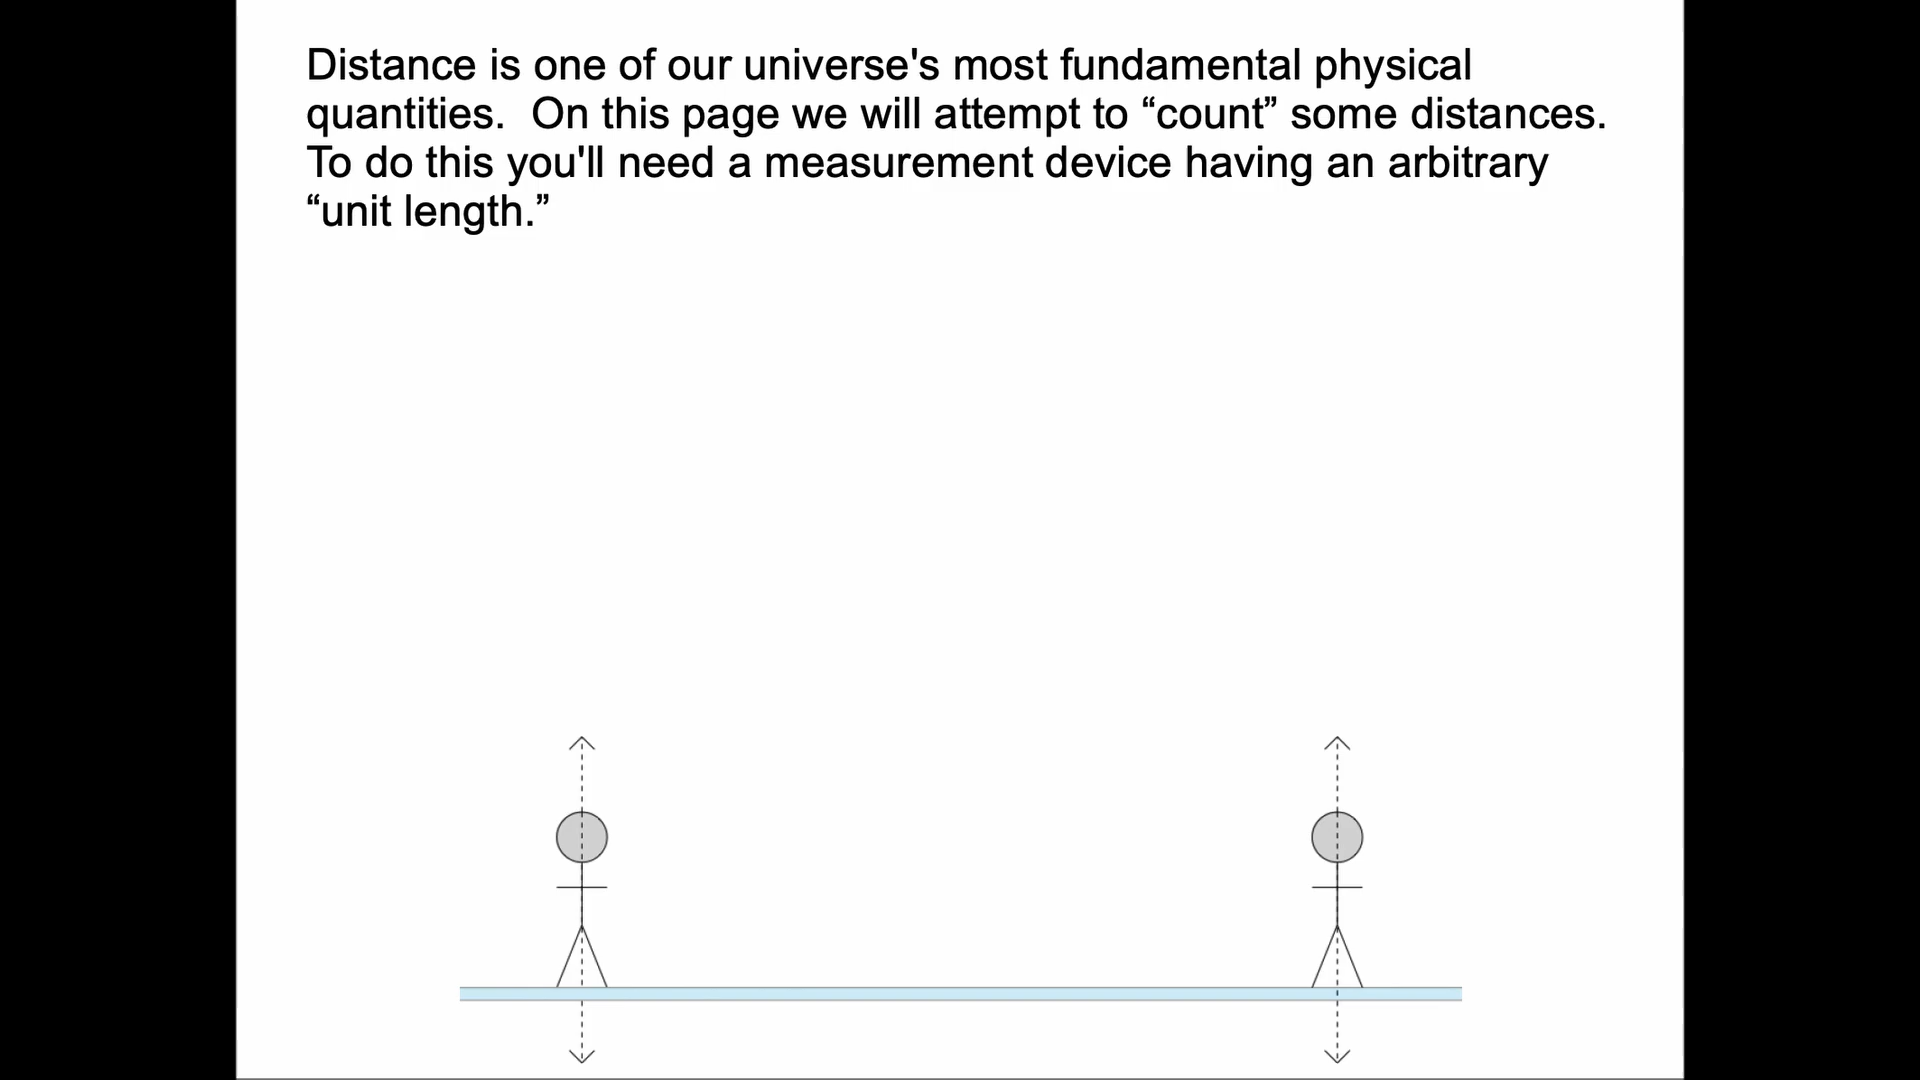 Distance is one of our universe's most fundamental physical
quantities.  On this page we will attempt to “count” some distances.
To do this you'll need a measurement device having an arbitrary
“unit length.”